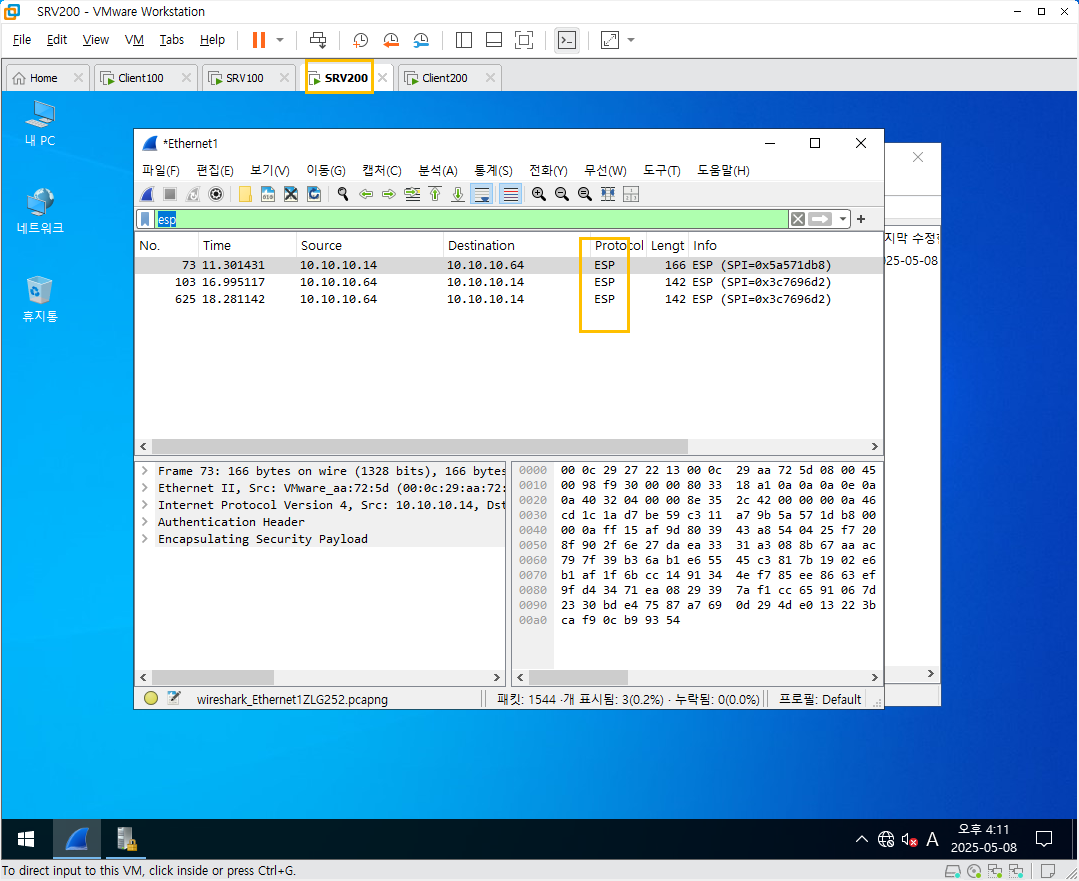 SRV200 - VMware Workstation
File Edit View VM Tabs Help
Home Client100 SRV100 SRV200 Client200
내 PC
네트워크
휴지통
*Ethernet1
파일(F) 편집(E) 보기(V) 이동(G) 캡처(C) 분석(A) 통계(S) 전화(Y) 무선(W) 도구(T) 도움말(H)
esp
No. Time Source Destination Protocol Lengt Info
73 11.301431 10.10.10.14 10.10.10.64 ESP 166 ESP (SPI=0x5a571db8)
103 16.995117 10.10.10.64 10.10.10.14 ESP 142 ESP (SPI=0x3c7696d2)
625 18.281142 10.10.10.64 10.10.10.14 ESP 142 ESP (SPI=0x3c7696d2)
지막 수정한
25-05-08
Frame 73: 166 bytes on wire (1328 bits), 166 bytes
Ethernet II, Src: VMware_aa:72:5d (00:0c:29:aa:72:
Internet Protocol Version 4, Src: 10.10.10.14, Dst
Authentication Header
Encapsulating Security Payload
0000 00 0c 29 27 22 13 00 0c 29 aa 72 5d 08 00 45
0010 00 98 f9 30 00 00 80 33 18 a1 0a 0a 0a 0e 0a
0020 0a 40 32 04 00 00 8e 35 2c 42 00 00 00 0a 46
0030 cd 1c 1a d7 be 59 c3 11 a7 9b 5a 57 1d b8 00
0040 00 0a ff 15 af 9d 80 39 43 a8 54 04 25 f7 20
0050 8f 90 2f 6e 27 da ea 33 31 a3 08 8b 67 aa ac
0060 79 7f 39 b3 6a b1 e6 55 45 c3 81 7b 19 02 e6
0070 b1 af 1f 6b cc 14 91 34 4e f7 85 ee 86 63 ef
0080 9f d4 34 71 ea 08 29 39 7a f1 cc 65 91 06 7d
0090 23 30 bd e4 75 87 a7 69 0d 29 4d e0 13 22 3b
00a0 ca f9 0c b9 93 54
wireshark_Ethernet1ZLG252.pcapng 패킷: 1544 ·개 표시됨: 3(0.2%) · 누락됨: 0(0.0%) 프로필: Default
A 오후 4:11
2025-05-08
To direct input to this VM, click inside or press Ctrl+G.